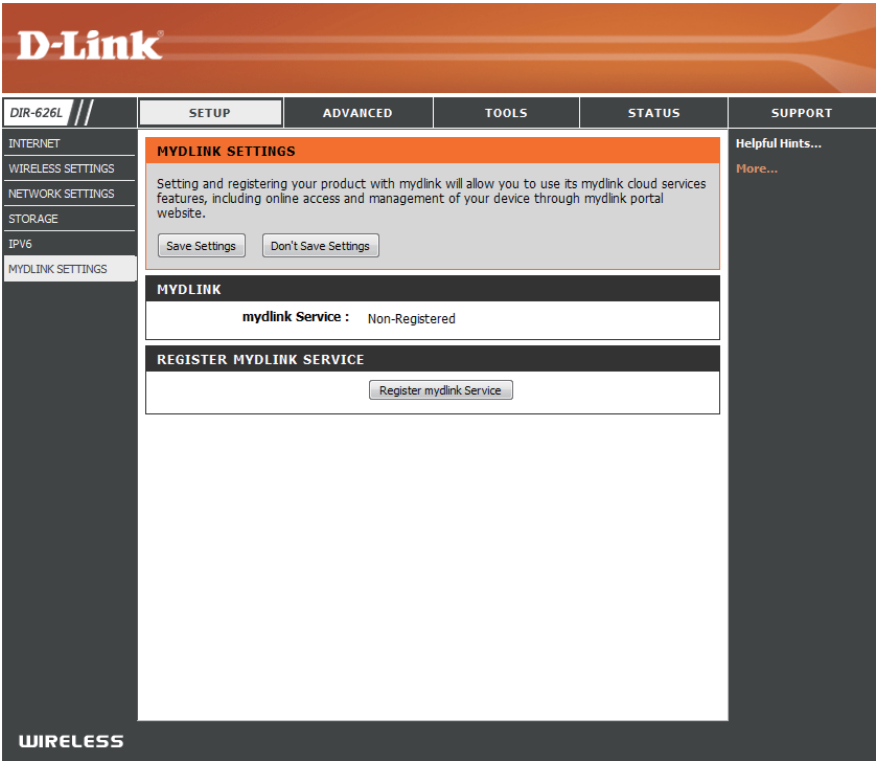 D-Link®
DIR-626L
SETUP
ADVANCED
TOOLS
STATUS
SUPPORT
INTERNET
WIRELESS SETTINGS
NETWORK SETTINGS
STORAGE
IPV6
MYDLINK SETTINGS
MYDLINK SETTINGS
Setting and registering your product with mydlink will allow you to use its mydlink cloud services
features, including online access and management of your device through mydlink portal
website.
Save Settings
Don't Save Settings
MYDLINK
mydlink Service : Non-Registered
REGISTER MYDLINK SERVICE
Register mydlink Service
Helpful Hints...
More...
WIRELESS